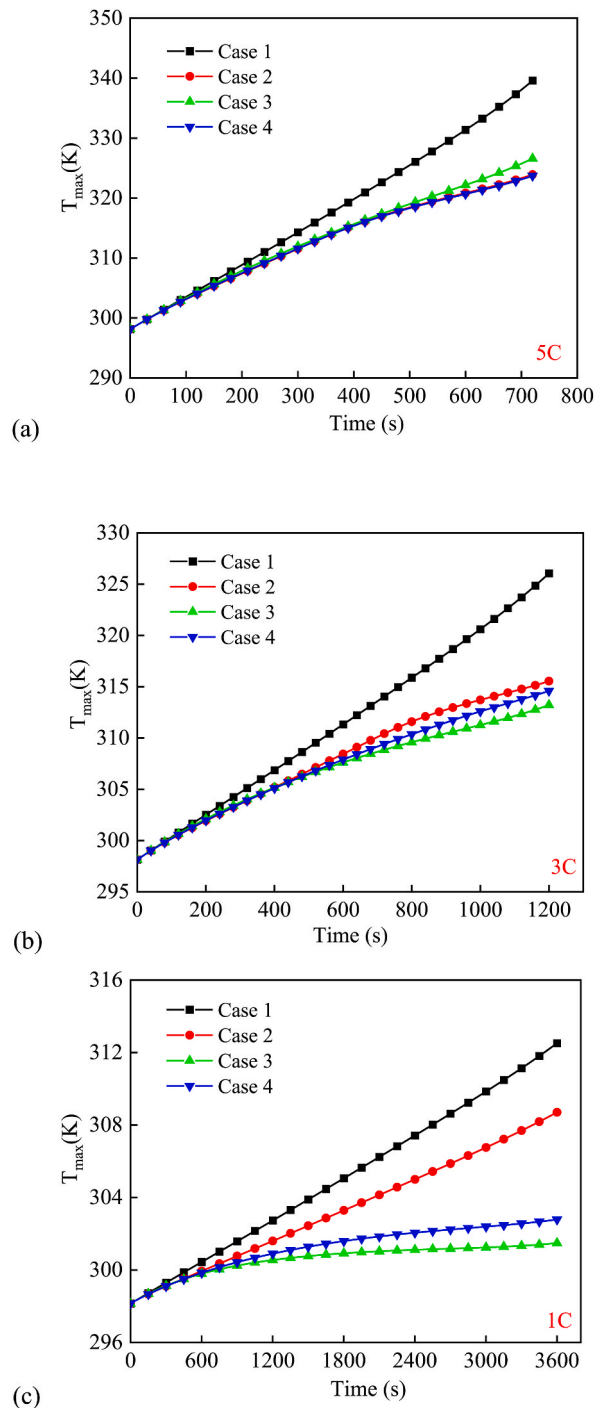 350
340
330
320
310
300
290
T_max(K)
Case 1
Case 2
Case 3
Case 4
5C
0 100 200 300 400 500 600 700 800
Time (s)
(a)
330
325
320
315
310
305
300
295
T_max(K)
Case 1
Case 2
Case 3
Case 4
3C
0 200 400 600 800 1000 1200
Time (s)
(b)
316
312
308
304
300
296
T_max(K)
Case 1
Case 2
Case 3
Case 4
1C
0 600 1200 1800 2400 3000 3600
Time (s)
(c)